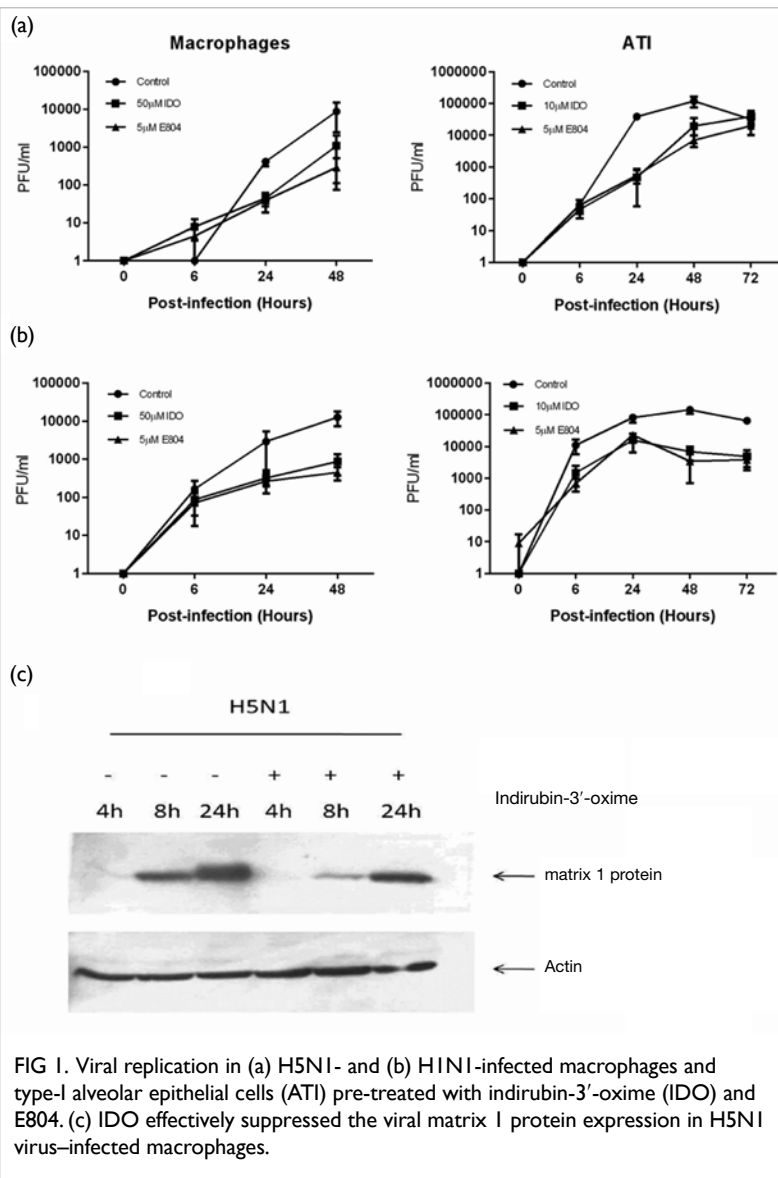 (a)
Macrophages
PFU/ml
100000
10000
1000
100
10
1
Control
50μM IDO
5μM E804
0 6 24 48
Post-infection (Hours)
ATI
PFU/ml
1000000
100000
10000
1000
100
10
1
Control
10μM IDO
5μM E804
0 6 24 48 72
Post-infection (Hours)
(b)
PFU/ml
100000
10000
1000
100
10
1
Control
50μM IDO
5μM E804
0 6 24 48
Post-infection (Hours)
PFU/ml
1000000
100000
10000
1000
100
10
1
Control
10μM IDO
5μM E804
0 6 24 48 72
Post-infection (Hours)
(c)
H5N1
- - - + + +
Indirubin-3′-oxime
4h 8h 24h 4h 8h 24h
matrix 1 protein
Actin
FIG 1. Viral replication in (a) H5N1- and (b) H1N1-infected macrophages and
type-I alveolar epithelial cells (ATI) pre-treated with indirubin-3′-oxime (IDO) and
E804. (c) IDO effectively suppressed the viral matrix 1 protein expression in H5N1
virus–infected macrophages.